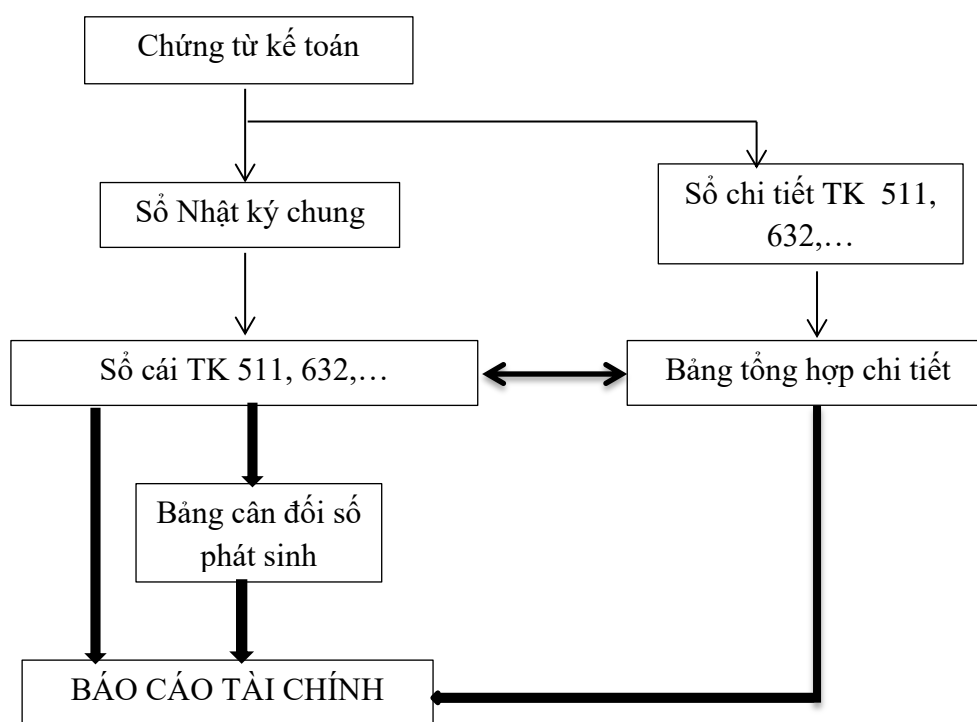 Chứng từ kế toán
Sổ Nhật ký chung
Sổ chi tiết TK 511,
632,…
Sổ cái TK 511, 632,…
Bảng tổng hợp chi tiết
Bảng cân đối số
phát sinh
BÁO CÁO TÀI CHÍNH